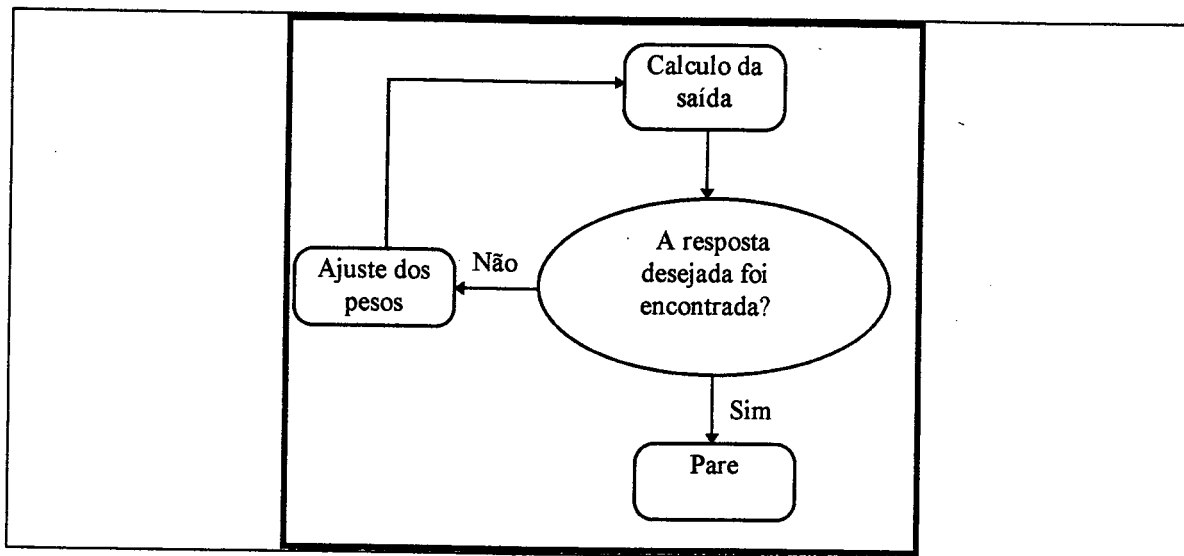 Calculo da
saída
A resposta
desejada foi
encontrada?
Não
Ajuste dos
pesos
Sim
Pare